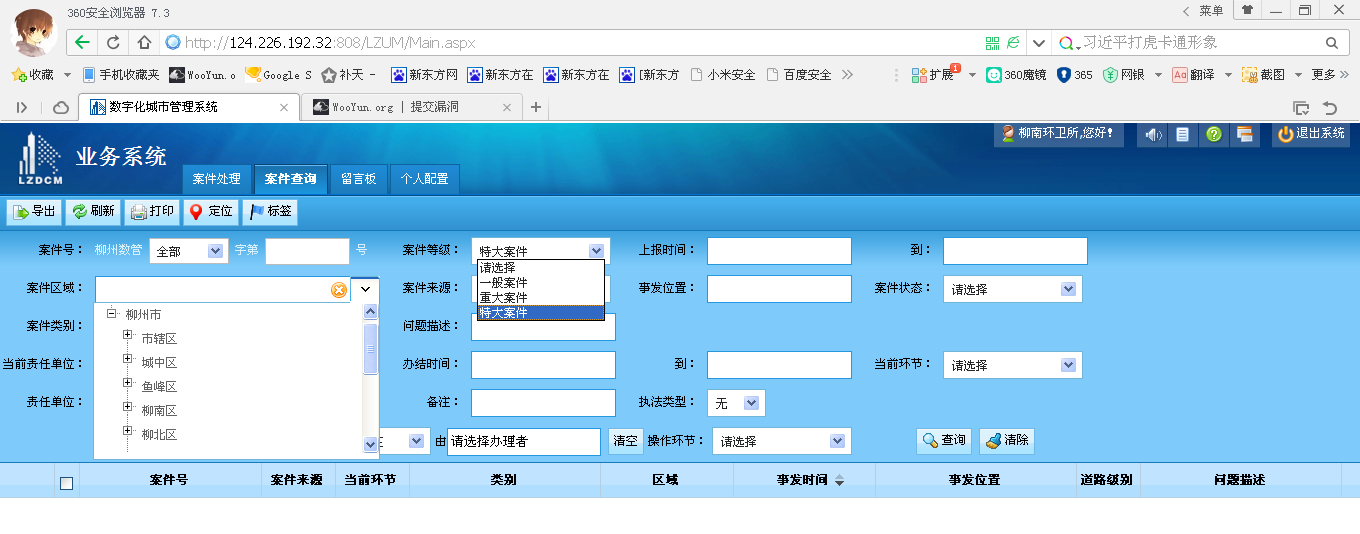 360安全浏览器 7.3
菜单
http://124.226.192.32:808/LZUM/Main.aspx
习近平打虎卡通形象
收藏 手机收藏夹 WooYun.o Google S 补天 - 新东方网 新东方在 新东方在 [新东方 小米安全 百度安全 扩展 1 360魔镜 365 网银 Aa 翻译 截图 更多
数字化城市管理系统 WooYun.org | 提交漏洞
LZDCM 业务系统
柳南环卫所,您好! 退出系统
案件处理 案件查询 留言板 个人配置
导出 刷新 打印 定位 标签
案件号： 柳州数管 全部 字第 号 案件等级： 特大案件 上报时间： 到：
请选择
一般案件
重大案件
特大案件
案件区域： 案件来源： 事发位置： 案件状态： 请选择
柳州市
市辖区
城中区
鱼峰区
柳南区
柳北区
案件类别： 问题描述：
当前责任单位： 办结时间： 到： 当前环节： 请选择
责任单位： 备注： 执法类型： 无
由 请选择办理者 清空 操作环节： 请选择 查询 清除
案件号 案件来源 当前环节 类别 区域 事发时间 事发位置 道路级别 问题描述